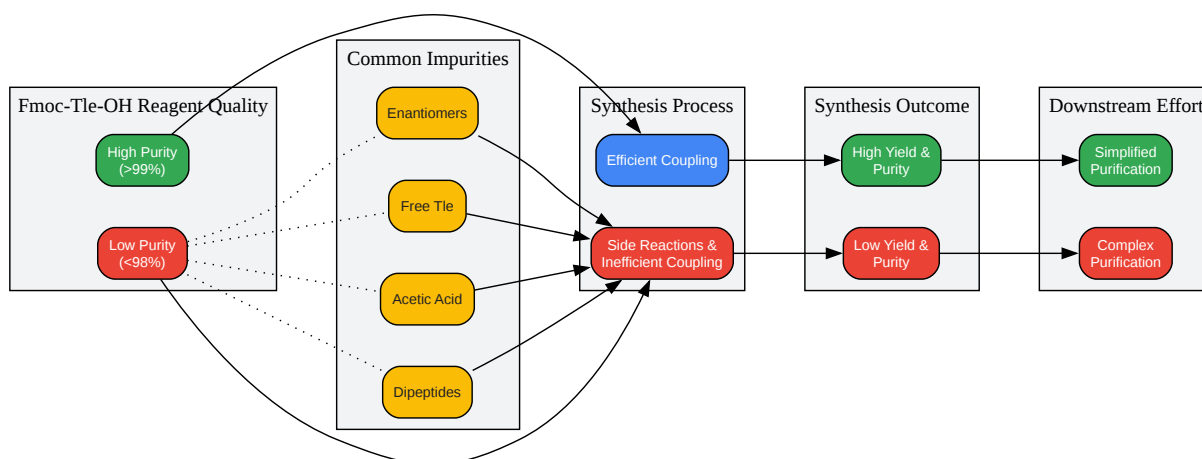 Fmoc-Tle-OH Reagent Quality
High Purity
(>99%)
Low Purity
(<98%)
Common Impurities
Enantiomers
Free Tle
Acetic Acid
Dipeptides
Synthesis Process
Efficient Coupling
Side Reactions &
Inefficient Coupling
Synthesis Outcome
High Yield &
Purity
Low Yield &
Purity
Downstream Effort
Simplified
Purification
Complex
Purification